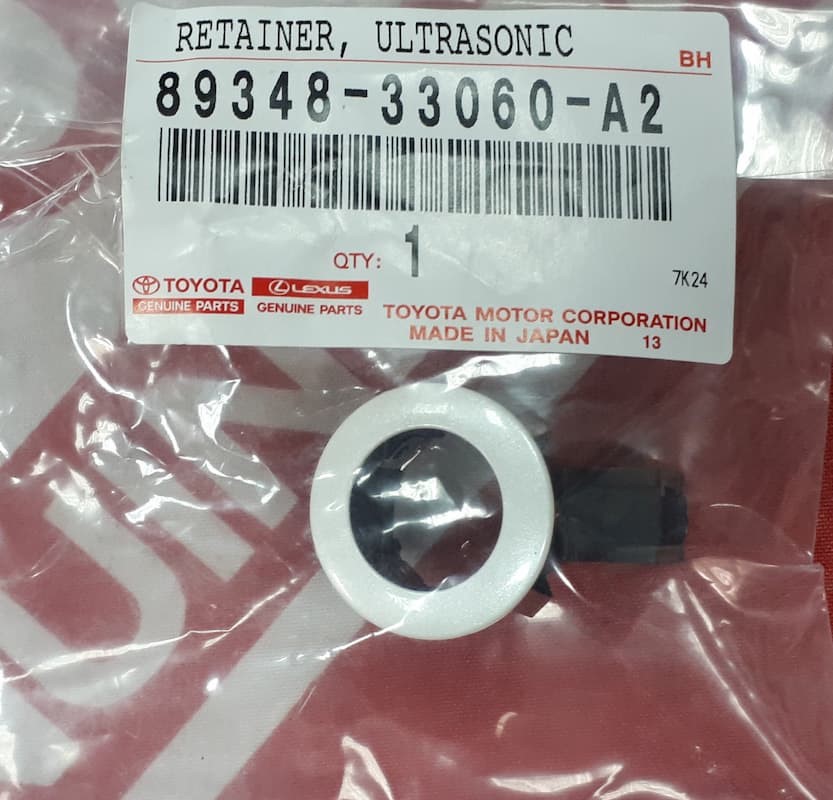 RETAINER, ULTRASONIC
BH
89348-33060-A2
QTY: 1
7K24
TOYOTA
GENUINE PARTS
LEXUS
GENUINE PARTS
TOYOTA MOTOR CORPORATION
MADE IN JAPAN 13